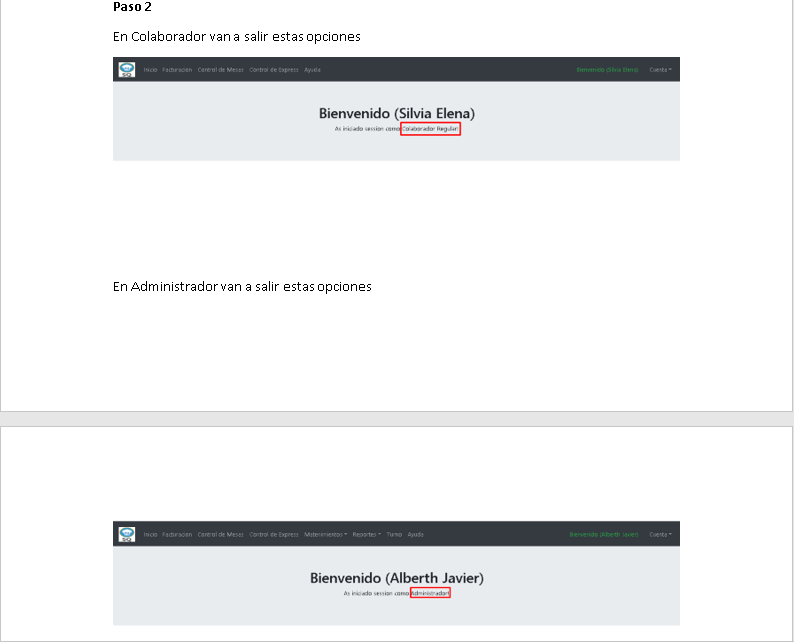 Paso 2
En Colaborador van a salir estas opciones
SQ Inicio Facturacion Control de Mesas Control de Express Ayuda Bienvenido (Silvia Elena) Cuenta
Bienvenido (Silvia Elena)
As iniciado session como Colaborador Regular!
En Administrador van a salir estas opciones
SQ Inicio Facturacion Control de Mesas Control de Express Reportes Turno Ayuda Bienvenido (Alberth Javier) Cuenta
Bienvenido (Alberth Javier)
As iniciado session como Administrador!